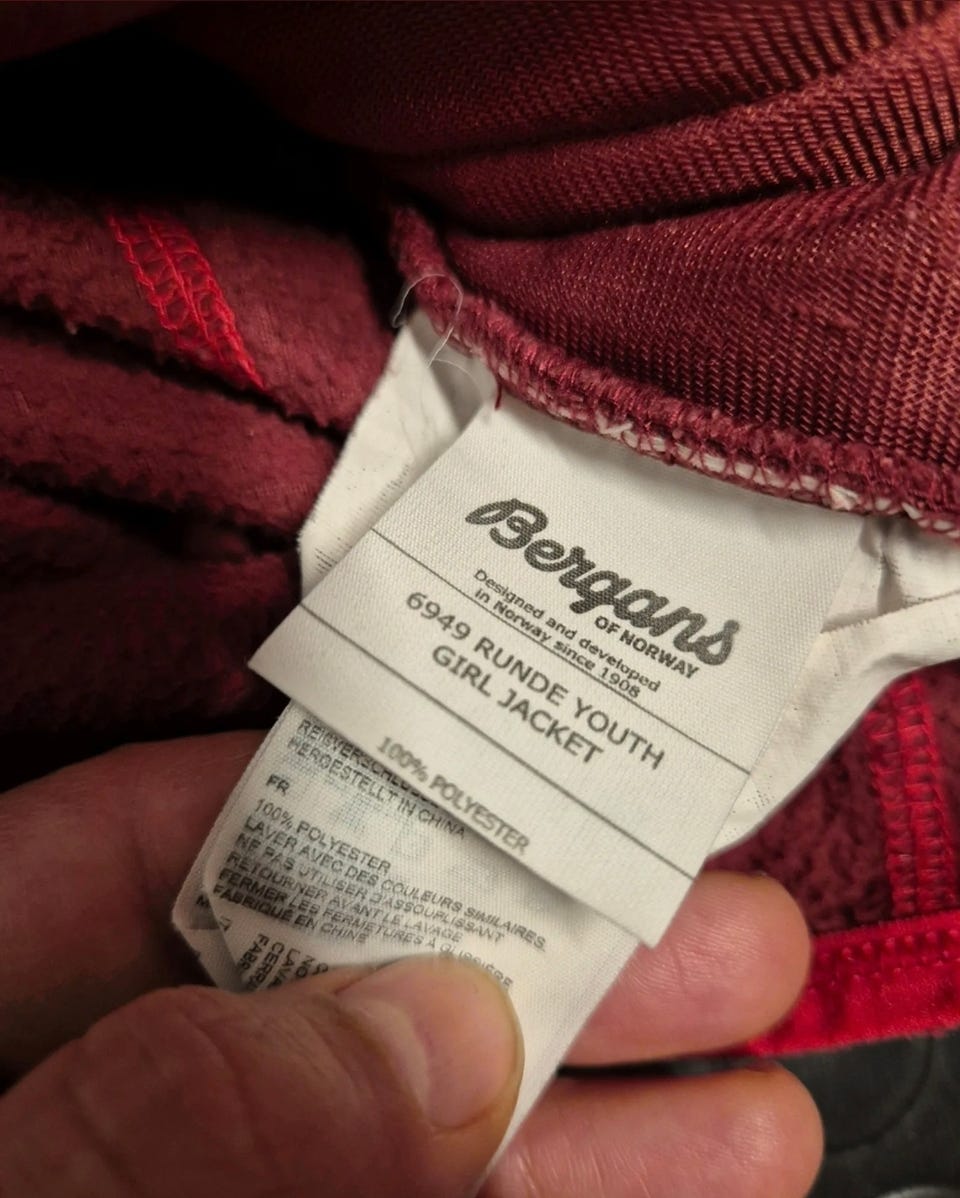 Bergans
OF NORWAY
Designed and developed
in Norway since 1908
6949 RUNDE YOUTH
GIRL JACKET
100% POLYESTER
HERGESTELLT IN CHINA
FR
100% POLYESTER
LAVER AVEC DES COULEURS SIMILAIRES.
NE PAS UTILISER D'ASSOUPLISSANT
RETOURNER AVANT LE LAVAGE
FERMER LES FERMETURES À GLISSIÈRE
FABRIQUÉ EN CHINE